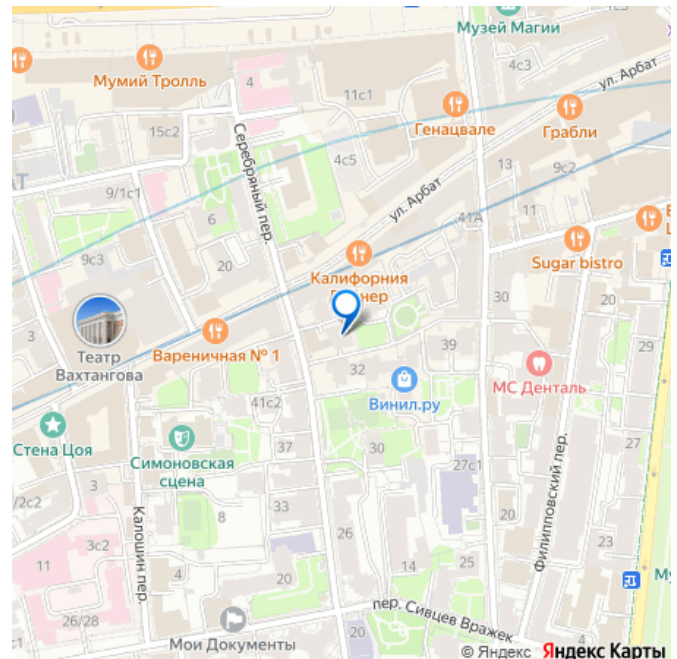 Музей Магии
4с3
Мумий Тролль
4
11с1
ул. Арбат
Генацвале
Грабли
15с2
Серебряный пер.
4с5
13
9с2
9/1с1
6
ул. Арбат
41А
11
20
Sugar bistro
9с3
Калифорния
30
3
Театр
Вахтангова
Вареничная № 1
39
29
32
МС Денталь
Винил.ру
41с2
Стена Цоя
Симоновская
сцена
37
30
27с1
27
Филипповский пер.
3
/2с2
Калошин пер.
8
33
20
3с2
26
23
11
4
20
14
25
26/28
пер. Сивцев Вражек
Мои Документы
20
© Яндекс Яндекс Карты